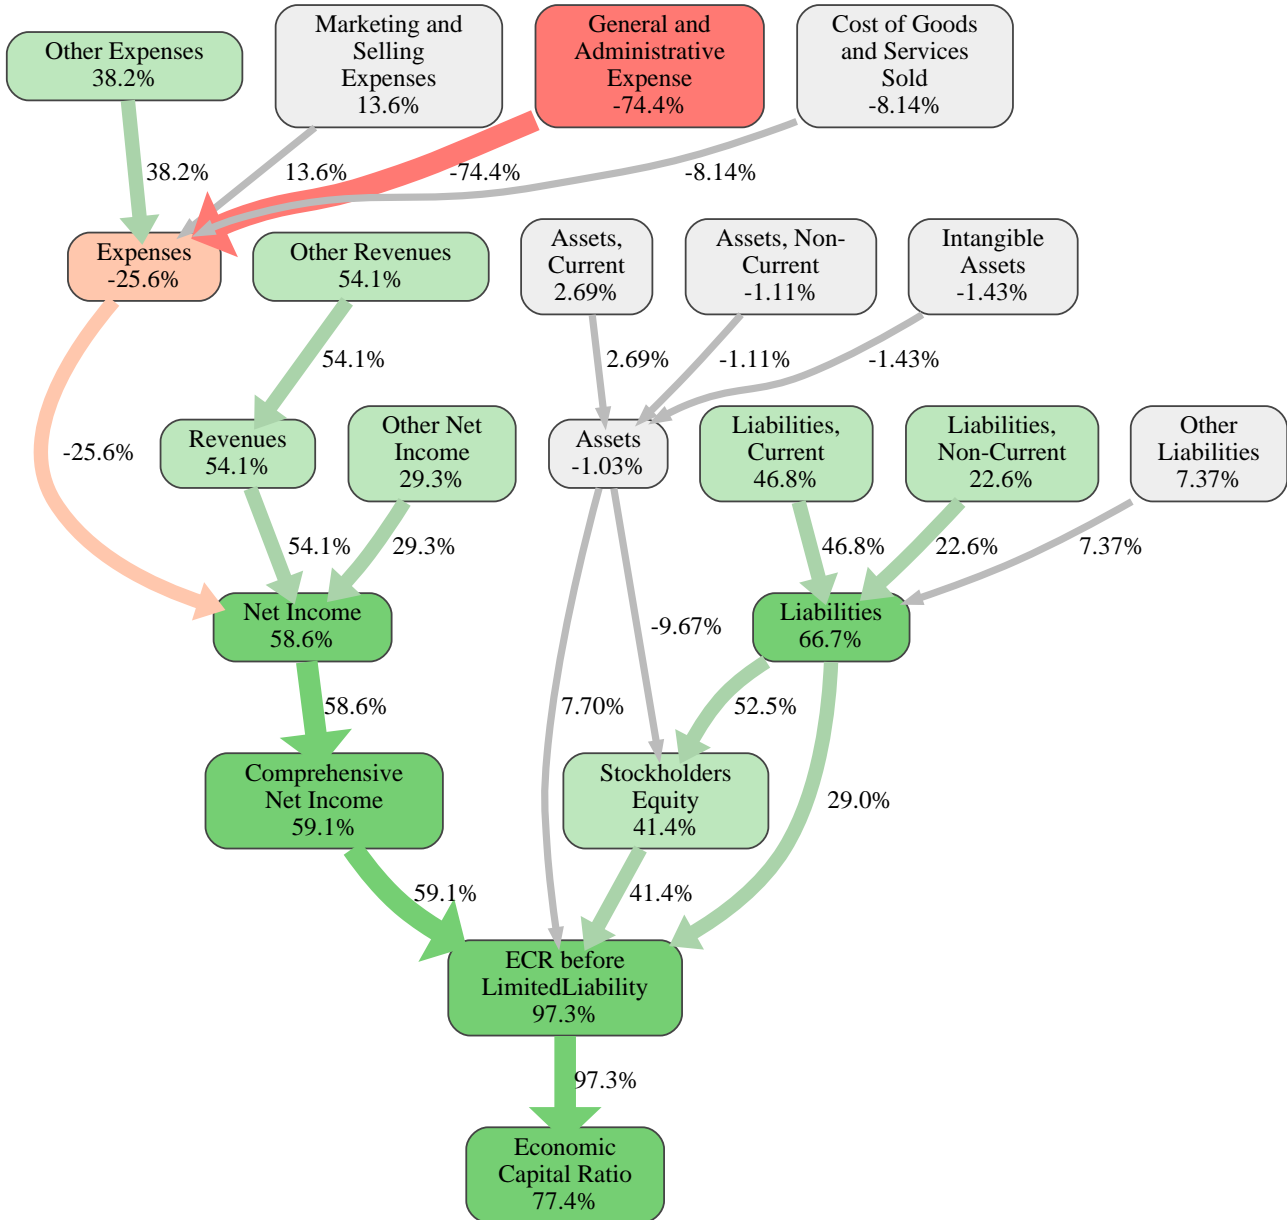 Other Expenses
38.2%
Marketing and
Selling
Expenses
13.6%
General and
Administrative
Expense
-74.4%
Cost of Goods
and Services
Sold
-8.14%
38.2%
13.6%
-74.4%
-8.14%
Expenses
-25.6%
Other Revenues
54.1%
Assets,
Current
2.69%
Assets, Non-
Current
-1.11%
Intangible
Assets
-1.43%
54.1%
2.69%
-1.11%
-1.43%
-25.6%
Revenues
54.1%
Other Net
Income
29.3%
Assets
-1.03%
Liabilities,
Current
46.8%
Liabilities,
Non-Current
22.6%
Other
Liabilities
7.37%
54.1%
29.3%
46.8%
22.6%
7.37%
Net Income
58.6%
-9.67%
Liabilities
66.7%
58.6%
7.70%
52.5%
Comprehensive
Net Income
59.1%
Stockholders
Equity
41.4%
29.0%
59.1%
41.4%
ECR before
LimitedLiability
97.3%
97.3%
Economic
Capital Ratio
77.4%